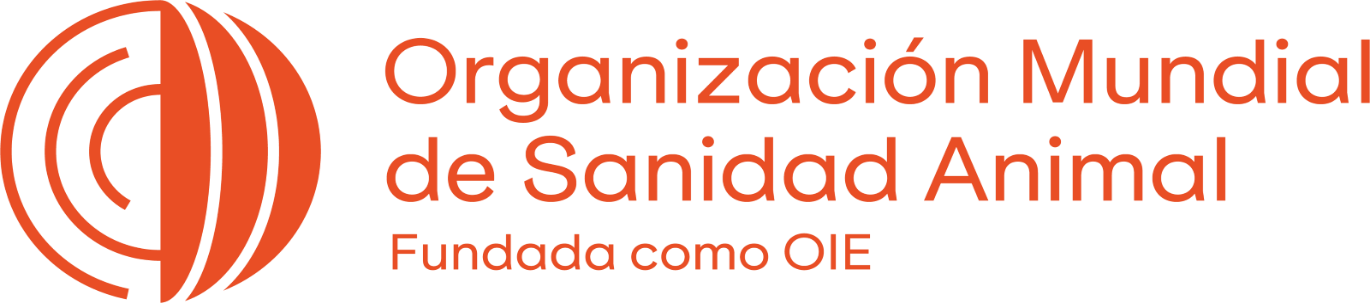 Organización Mundial
de Sanidad Animal
Fundada como OIE